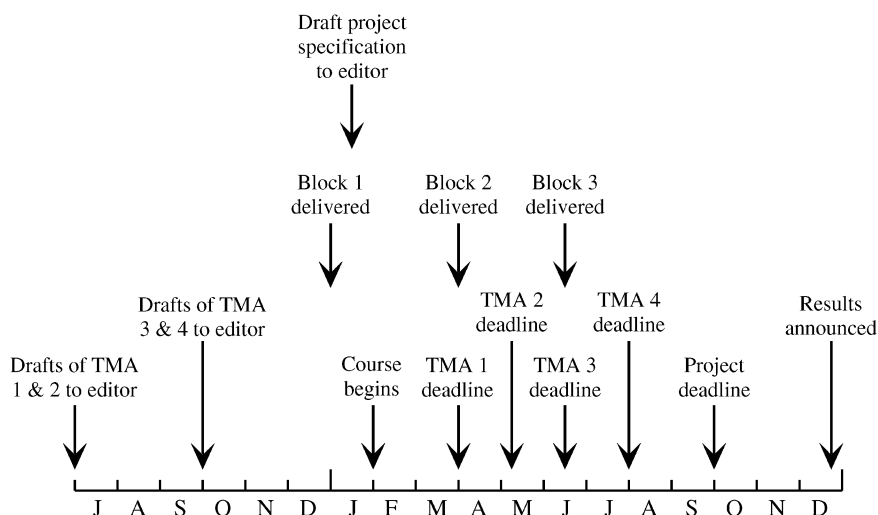 Draft project
specification
to editor
Block 1
delivered
Block 2
delivered
Block 3
delivered
Drafts of TMA
3 & 4 to editor
TMA 2
deadline
TMA 4
deadline
Results
announced
Drafts of TMA
1 & 2 to editor
Course
begins
TMA 1
deadline
TMA 3
deadline
Project
deadline
J A S O N D J F M A M J J A S O N D